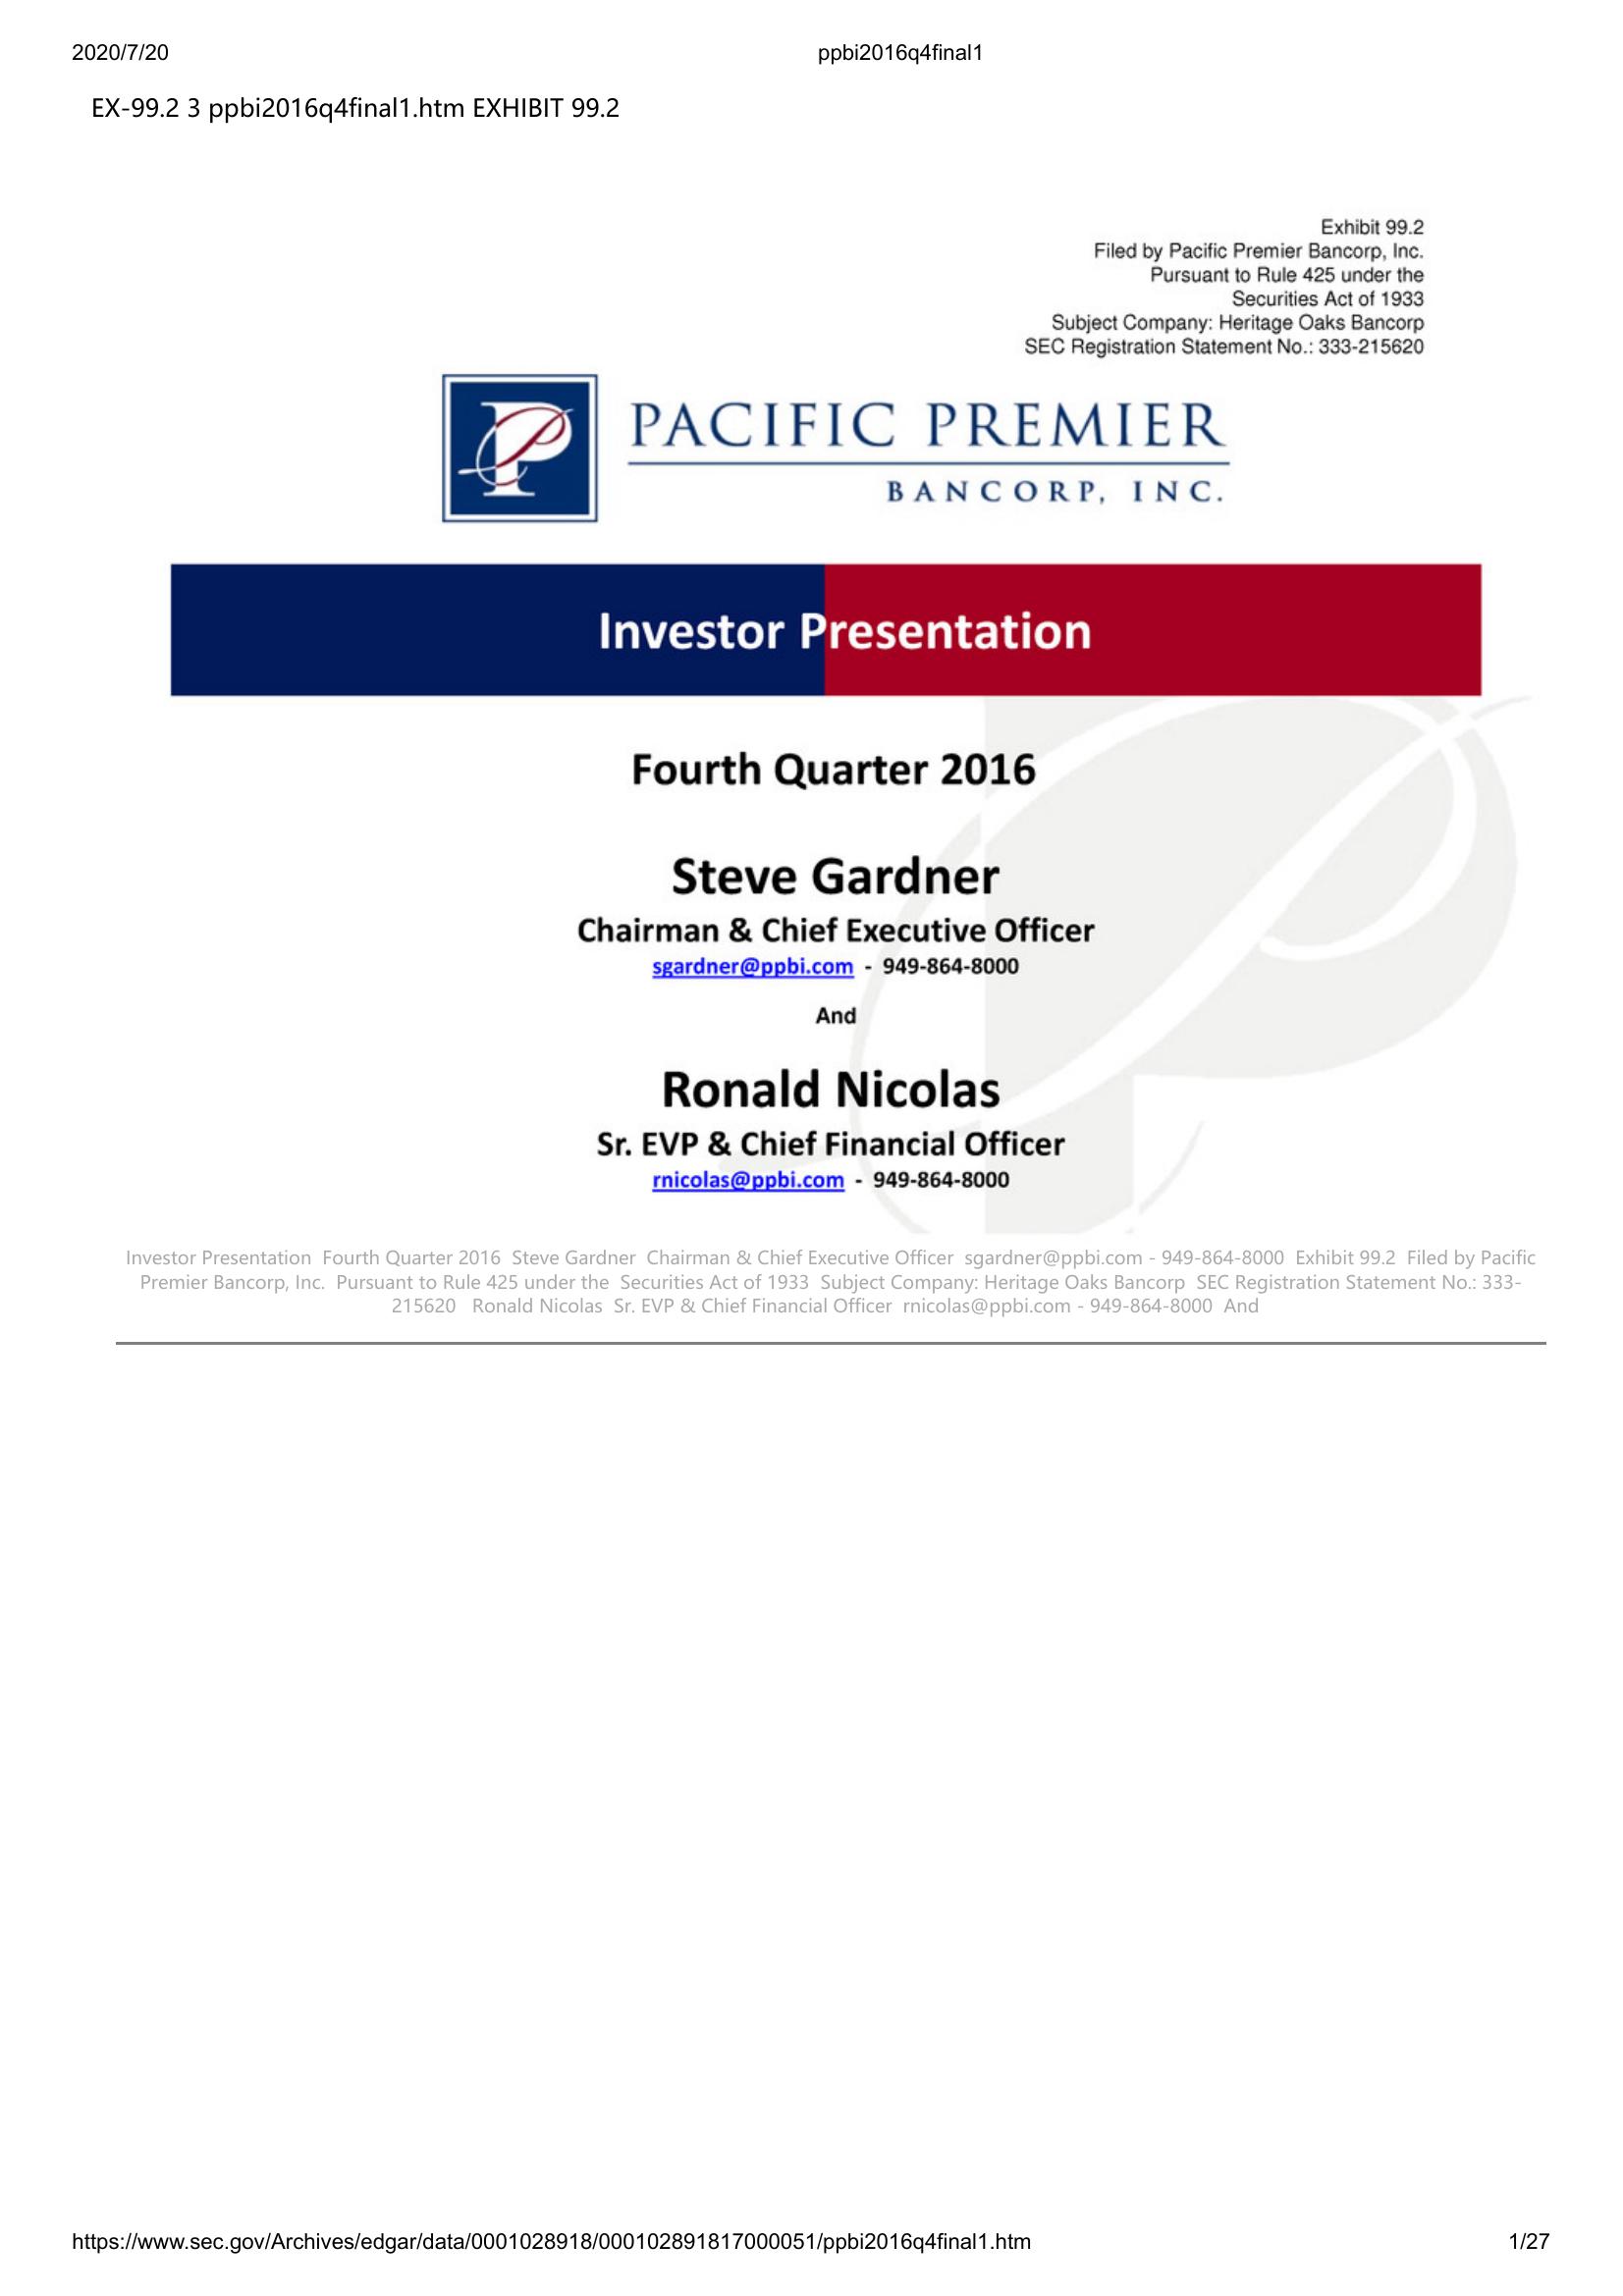 2020/7/20 ppbi2016q4final1
EX-99.2 3 ppbi2016q4final1.htm EXHIBIT 99.2
Exhibit 99.2
Filed by Pacific Premier Bancorp, Inc.
Pursuant to Rule 425 under the
Securities Act of 1933
Subject Company: Heritage Oaks Bancorp
SEC Registration Statement No.: 333-215620
P
PACIFIC PREMIER
BANCORP, INC.
Investor Presentation
Fourth Quarter 2016
Steve Gardner
Chairman & Chief Executive Officer
sgardner@ppbi.com - 949-864-8000
And
Ronald Nicolas
Sr. EVP & Chief Financial Officer
rnicolas@ppbi.com - 949-864-8000
Investor Presentation Fourth Quarter 2016 Steve Gardner Chairman & Chief Executive Officer sgardner@ppbi.com - 949-864-8000 Exhibit 99.2 Filed by Pacific
Premier Bancorp, Inc. Pursuant to Rule 425 under the Securities Act of 1933 Subject Company: Heritage Oaks Bancorp SEC Registration Statement No.: 333-
215620 Ronald Nicolas Sr. EVP & Chief Financial Officer rnicolas@ppbi.com - 949-864-8000 And
https://www.sec.gov/Archives/edgar/data/0001028918/000102891817000051/ppbi2016q4final1.htm 1/27